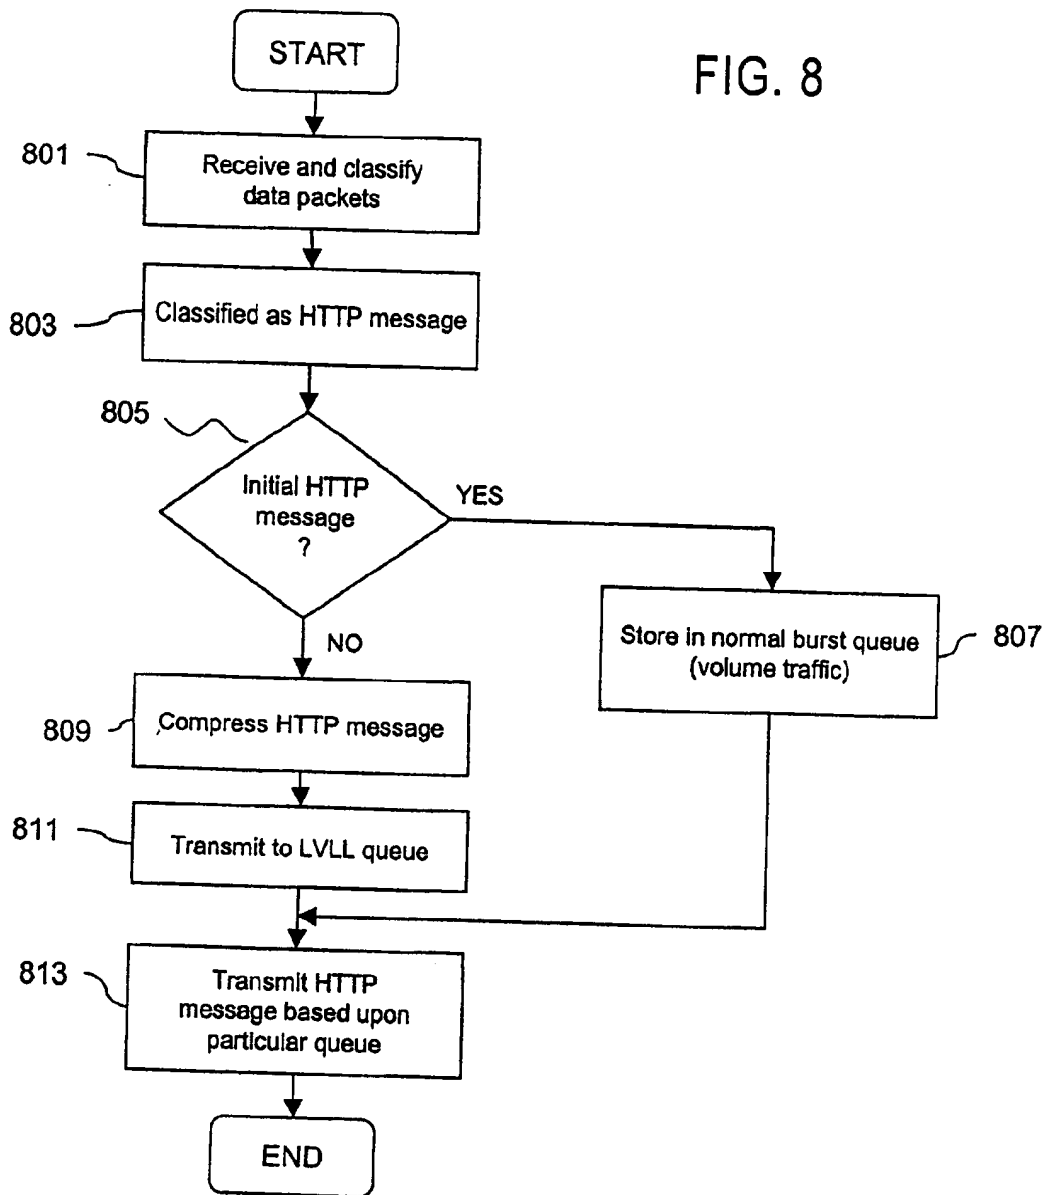 START
FIG. 8
801
Receive and classify
data packets
803
Classified as HTTP message
805
Initial HTTP
message
?
YES
NO
Store in normal burst queue
(volume traffic)
807
809
Compress HTTP message
811
Transmit to LVLL queue
813
Transmit HTTP
message based upon
particular queue
END